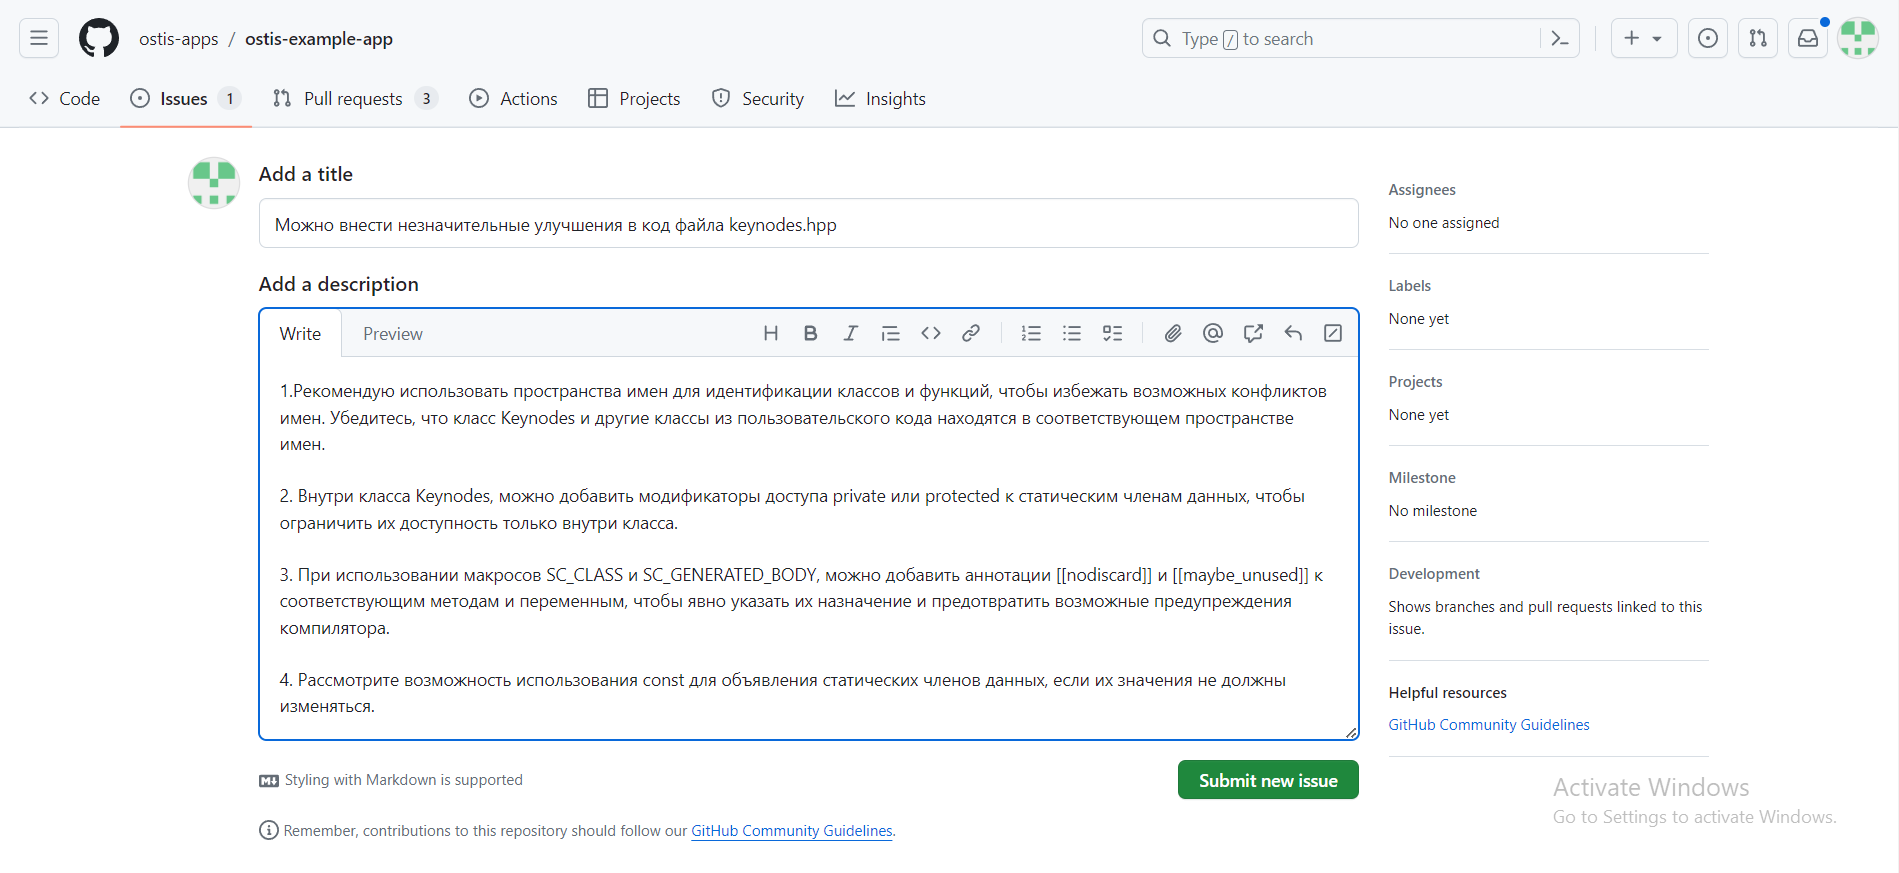 ostis-apps / ostis-example-app
Type / to search
Code
Issues 1
Pull requests 3
Actions
Projects
Security
Insights
Add a title
Можно внести незначительные улучшения в код файла keynodes.hpp
Add a description
Write
Preview
1.Рекомендую использовать пространства имен для идентификации классов и функций, чтобы избежать возможных конфликтов
имен. Убедитесь, что класс Keynodes и другие классы из пользовательского кода находятся в соответствующем пространстве
имен.
2. Внутри класса Keynodes, можно добавить модификаторы доступа private или protected к статическим членам данных, чтобы
ограничить их доступность только внутри класса.
3. При использовании макросов SC_CLASS и SC_GENERATED_BODY, можно добавить аннотации [[nodiscard]] и [[maybe_unused]] к
соответствующим методам и переменным, чтобы явно указать их назначение и предотвратить возможные предупреждения
компилятора.
4. Рассмотрите возможность использования const для объявления статических членов данных, если их значения не должны
изменяться.
Styling with Markdown is supported
Submit new issue
Remember, contributions to this repository should follow our GitHub Community Guidelines.
Assignees
No one assigned
Labels
None yet
Projects
None yet
Milestone
No milestone
Development
Shows branches and pull requests linked to this
issue.
Helpful resources
GitHub Community Guidelines
Activate Windows
Go to Settings to activate Windows.